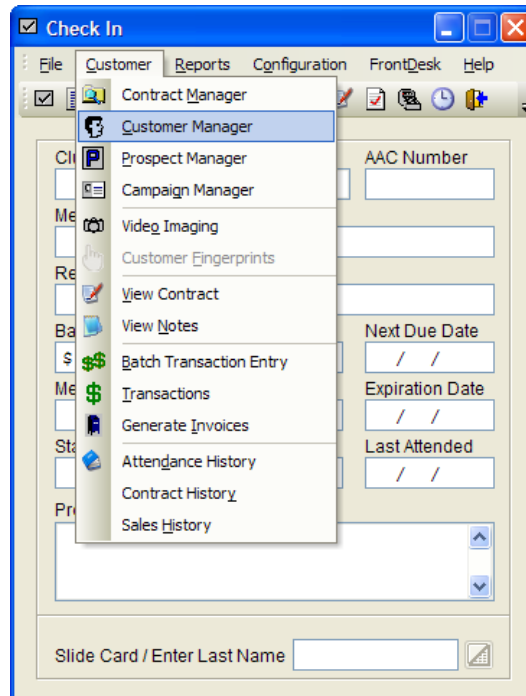 Check In
File Customer Reports Configuration FrontDesk Help
Contract Manager
Customer Manager
Prospect Manager
Campaign Manager
Video Imaging
Customer Fingerprints
View Contract
View Notes
Batch Transaction Entry
Transactions
Generate Invoices
Attendance History
Contract History
Sales History
AAC Number
Next Due Date
$ / /
Expiration Date
/ /
Last Attended
/ /
Slide Card / Enter Last Name